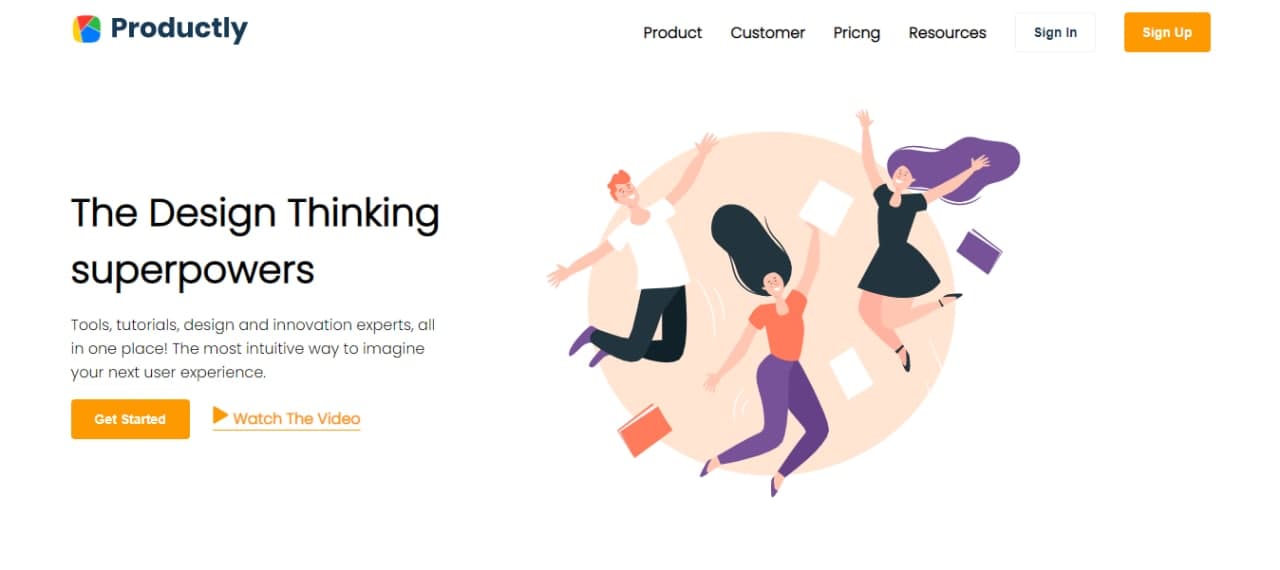 Productly
Product Customer Pricng Resources Sign In Sign Up
The Design Thinking
superpowers
Tools, tutorials, design and innovation experts, all
in one place! The most intuitive way to imagine
your next user experience.
Get Started Watch The Video